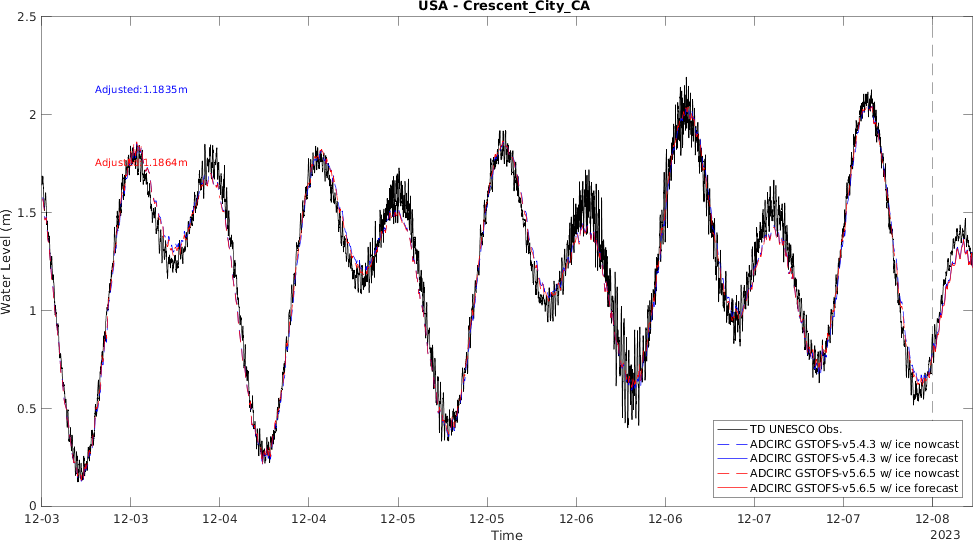 USA - Crescent_City_CA
2.5
Adjusted:1.1835m
2
Adjusted:1.1864m
1.5
Water Level (m)
1
0.5
TD UNESCO Obs.
ADCIRC GSTOFS-v5.4.3 w/ ice nowcast
ADCIRC GSTOFS-v5.4.3 w/ ice forecast
ADCIRC GSTOFS-v5.6.5 w/ ice nowcast
ADCIRC GSTOFS-v5.6.5 w/ ice forecast
0
12-03 12-03 12-04 12-04 12-05 12-05 12-06 12-06 12-07 12-07 12-08
Time 2023